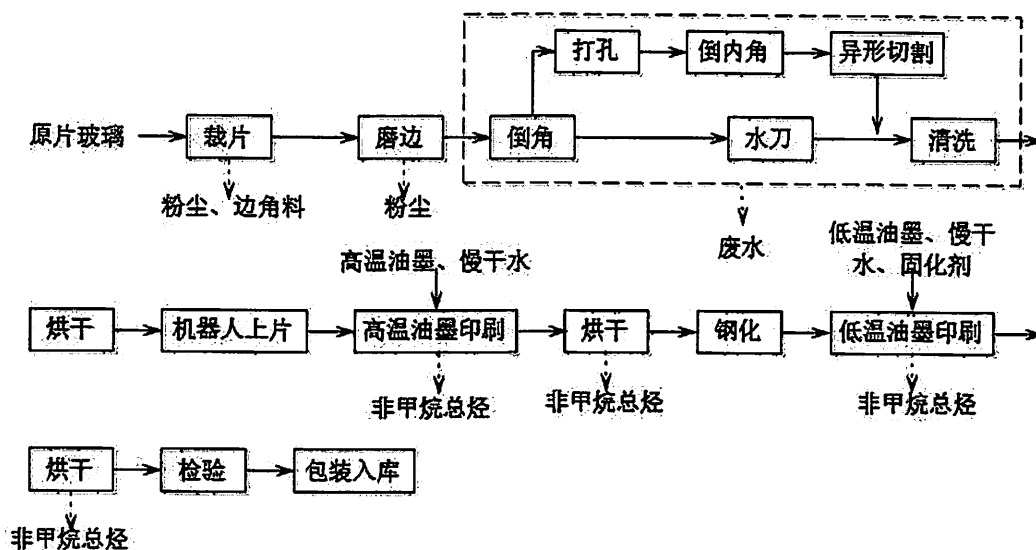 打孔
倒内角
异形切割
原片玻璃
裁片
磨边
倒角
水刀
清洗
粉尘、边角料
粉尘
废水
高温油墨、慢干水
低温油墨、慢干
水、固化剂
烘干
机器人上片
高温油墨印刷
烘干
钢化
低温油墨印刷
非甲烷总烃
非甲烷总烃
非甲烷总烃
烘干
检验
包装入库
非甲烷总烃